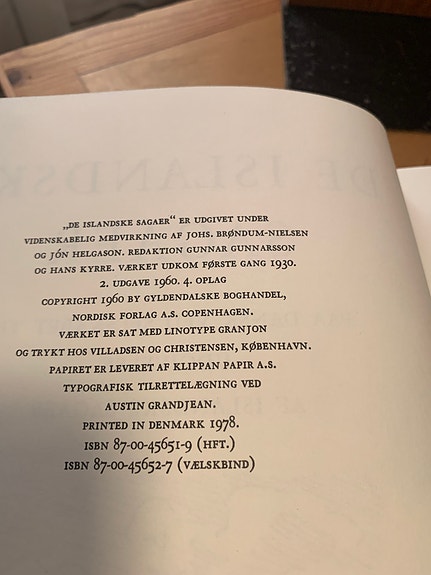 „DE ISLANDSKE SAGAER“ ER UDGIVET UNDER
VIDENSKABELIG MEDVIRKNING AF JOHS. BRØNDUM-NIELSEN
OG JÓN HELGASON. REDAKTION GUNNAR GUNNARSSON
OG HANS KYRRE. VÆRKET UDKOM FØRSTE GANG 1930.
2. UDGAVE 1960. 4. OPLAG
COPYRIGHT 1960 BY GYLDENDALSKE BOGHANDEL,
NORDISK FORLAG A.S. COPENHAGEN.
VÆRKET ER SAT MED LINOTYPE GRANJON
OG TRYKT HOS VILLADSEN OG CHRISTENSEN, KØBENHAVN.
PAPIRET ER LEVERET AF KLIPPAN PAPIR A.S.
TYPOGRAFISK TILRETTELÆGNING VED
AUSTIN GRANDJEAN.
PRINTED IN DENMARK 1978.
ISBN 87-00-45651-9 (HFT.)
ISBN 87-00-45652-7 (VÆLSKBIND)